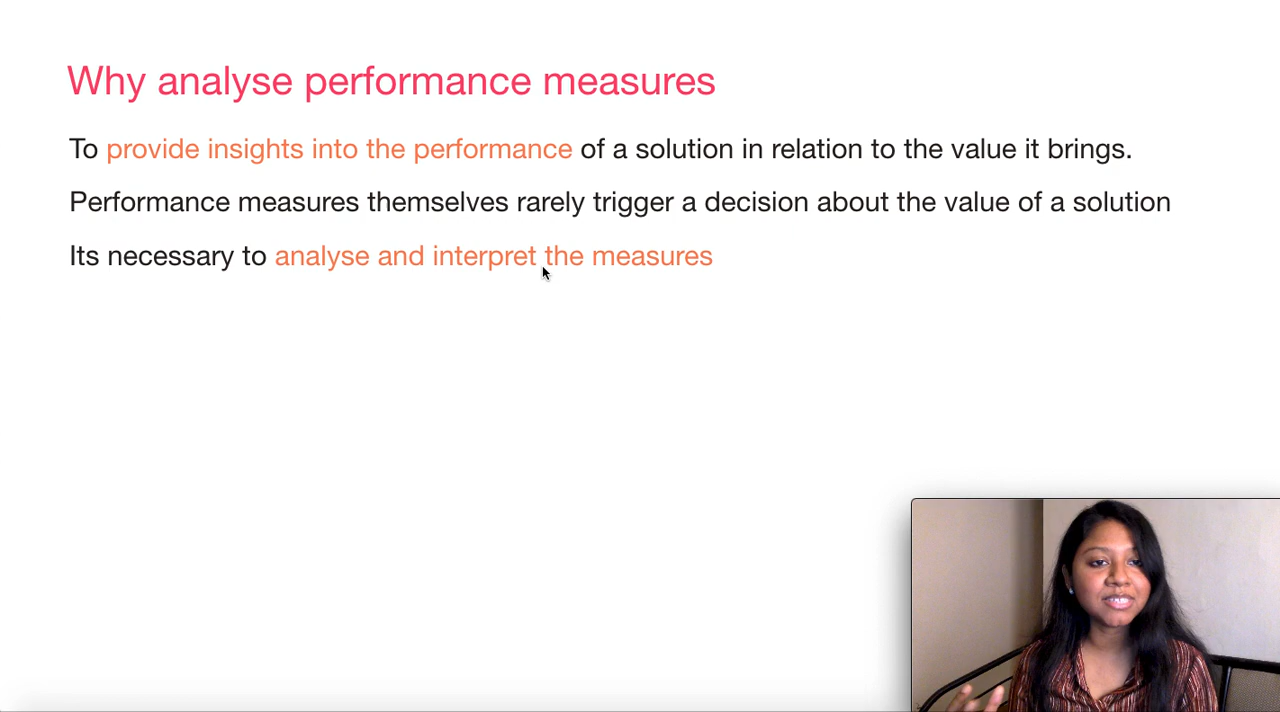 Why analyse performance measures
To provide insights into the performance of a solution in relation to the value it brings.
Performance measures themselves rarely trigger a decision about the value of a solution
Its necessary to analyse and interpret the measures